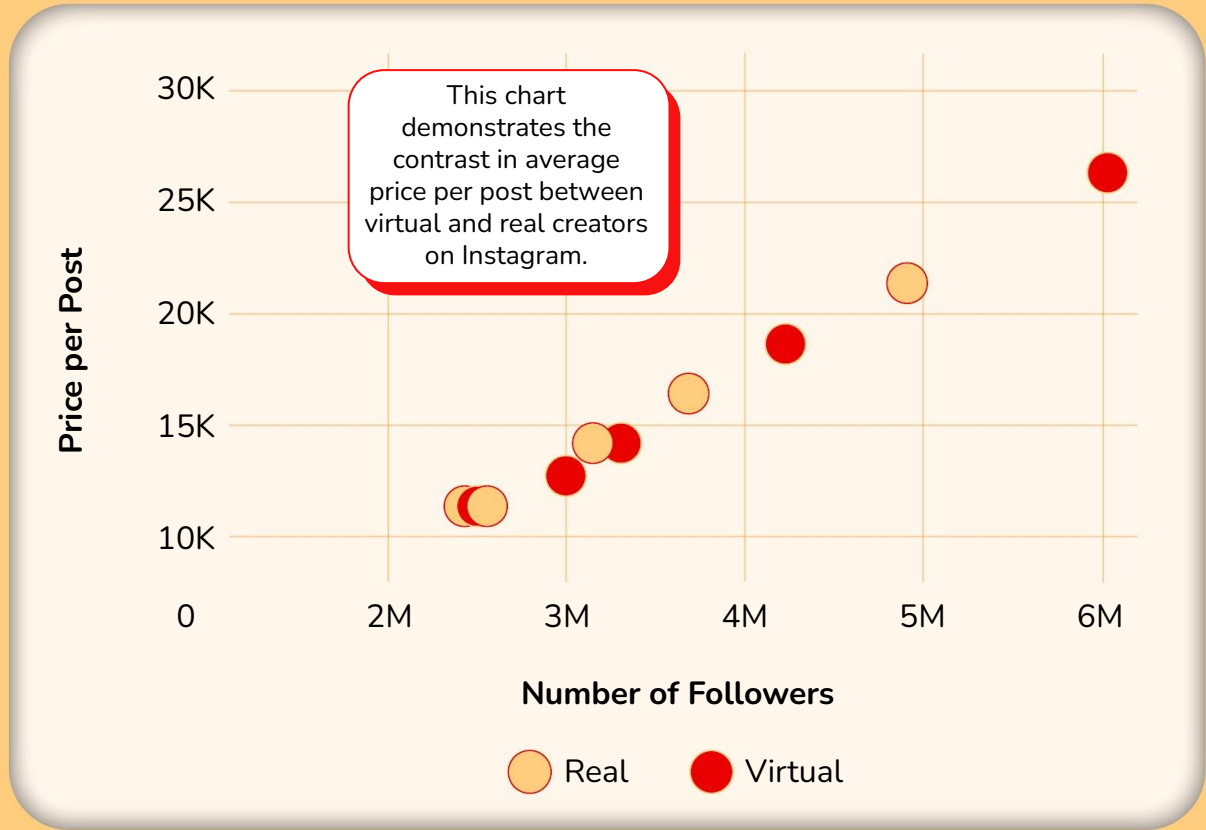 This chart
demonstrates the
contrast in average
price per post between
virtual and real creators
on Instagram.
Price per Post
30K
25K
20K
15K
10K
0 2M 3M 4M 5M 6M
Number of Followers
Real Virtual